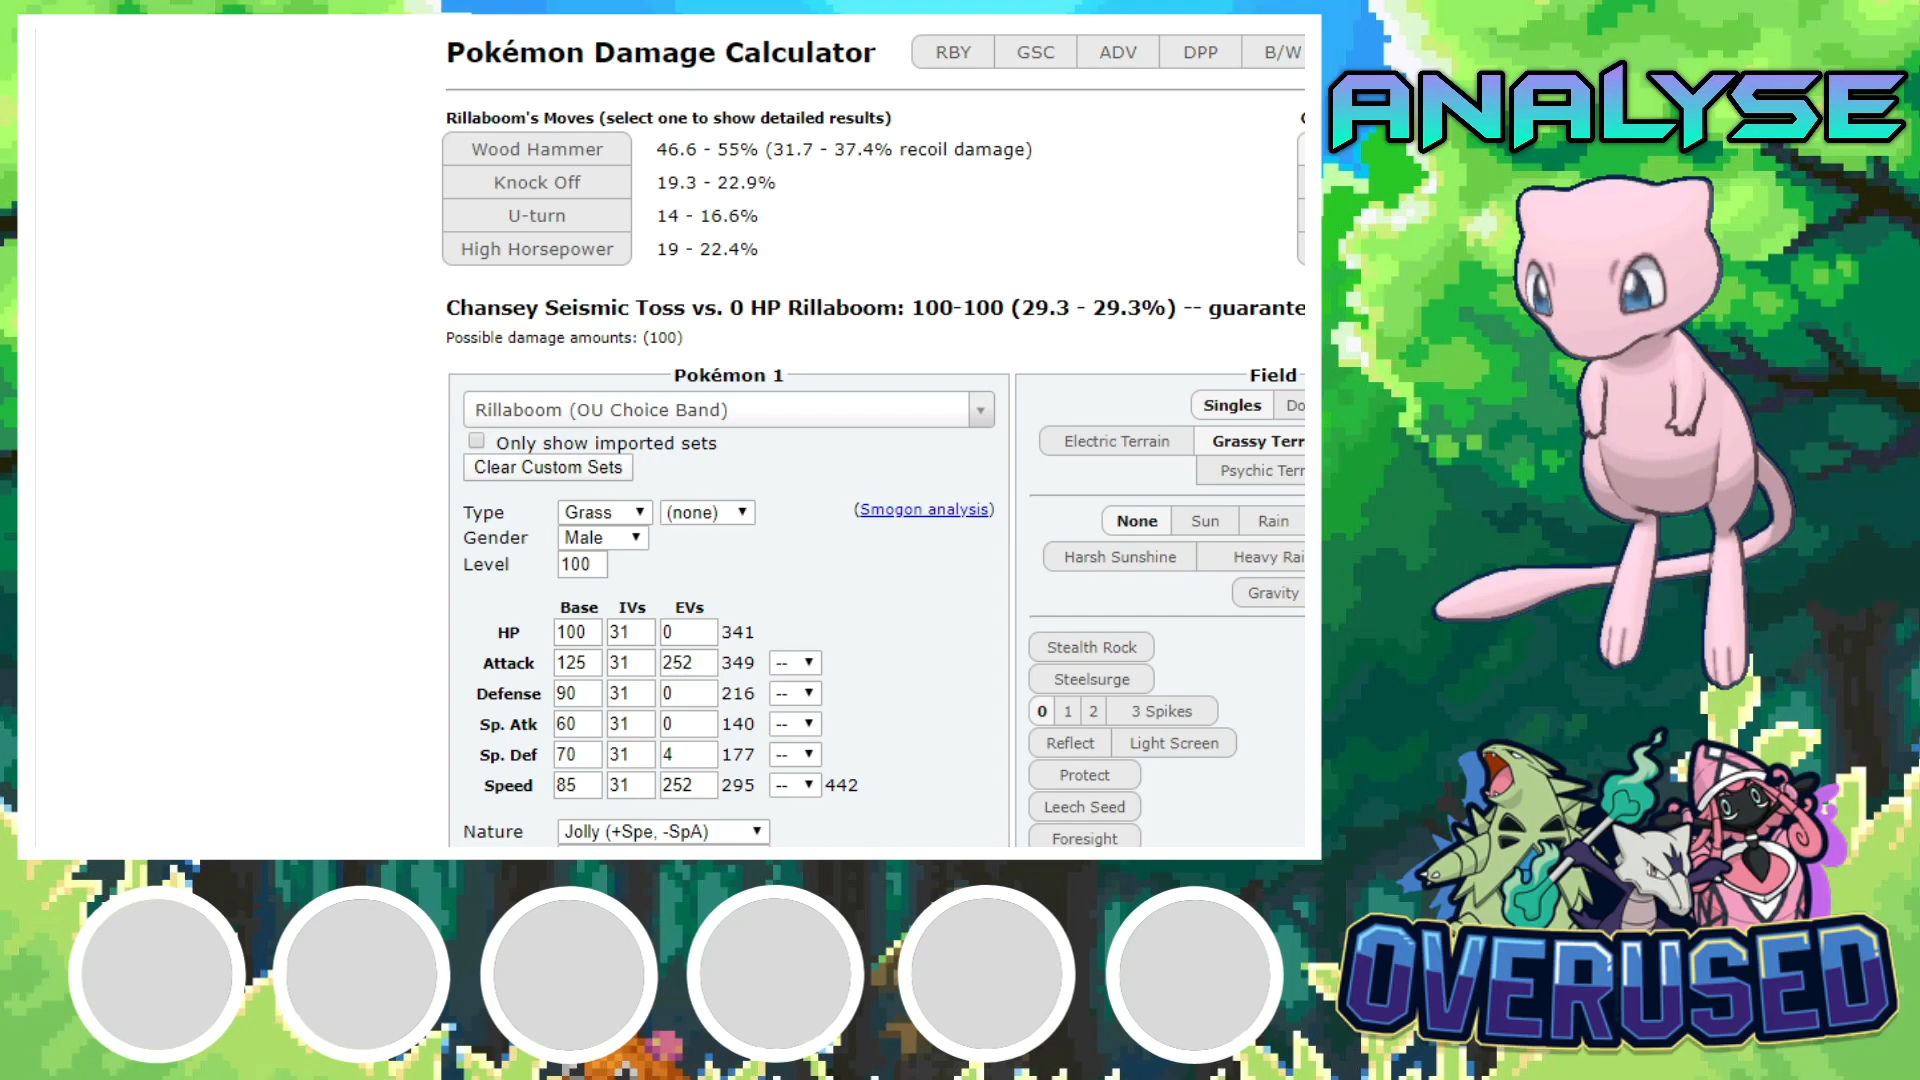 Pokémon Damage Calculator
RBY GSC ADV DPP B/W
Rillaboom's Moves (select one to show detailed results)
Wood Hammer 46.6 - 55% (31.7 - 37.4% recoil damage)
Knock Off 19.3 - 22.9%
U-turn 14 - 16.6%
High Horsepower 19 - 22.4%
Chansey Seismic Toss vs. 0 HP Rillaboom: 100-100 (29.3 - 29.3%) -- guarante
Possible damage amounts: (100)
Pokémon 1
Rillaboom (OU Choice Band)
Only show imported sets
Clear Custom Sets
Type Grass (none) (Smogon analysis)
Gender Male
Level 100
Base IVs EVs
HP 100 31 0 341
Attack 125 31 252 349 --
Defense 90 31 0 216 --
Sp. Atk 60 31 0 140 --
Sp. Def 70 31 4 177 --
Speed 85 31 252 295 -- 442
Nature Jolly (+Spe, -SpA)
Field
Singles Do
Electric Terrain Grassy Terr
Psychic Terr
None Sun Rain
Harsh Sunshine Heavy Rai
Gravity
Stealth Rock
Steelsurge
0 1 2 3 Spikes
Reflect Light Screen
Protect
Leech Seed
Foresight
ANALYSE
OVERUSED